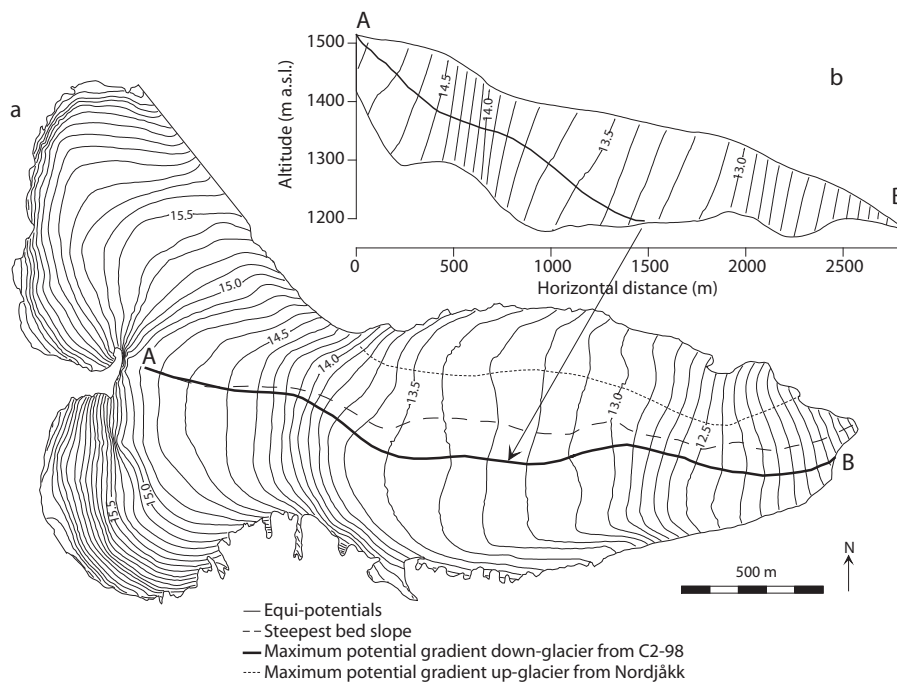 a
b
A
1500
1400
1300
1200
Altitude (m a.s.l.)
14.5
14.0
13.5
13.0
B
0
500
1000
1500
2000
2500
Horizontal distance (m)
15.5
15.0
14.5
14.0
13.5
13.0
12.5
A
B
15.0
15.5
N
500 m
Equi-potentials
Steepest bed slope
Maximum potential gradient down-glacier from C2-98
Maximum potential gradient up-glacier from Nordjåkk